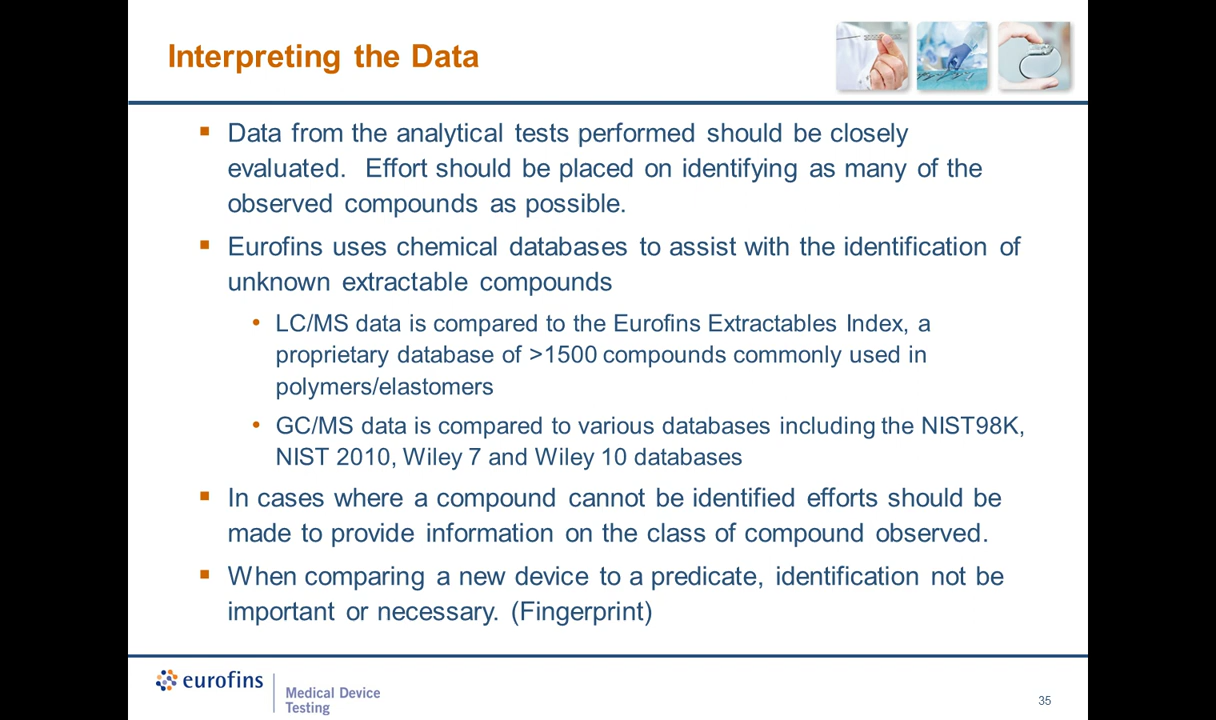 Interpreting the Data
▪ Data from the analytical tests performed should be closely
evaluated.  Effort should be placed on identifying as many of the
observed compounds as possible.
▪ Eurofins uses chemical databases to assist with the identification of
unknown extractable compounds
• LC/MS data is compared to the Eurofins Extractables Index, a
proprietary database of >1500 compounds commonly used in
polymers/elastomers
• GC/MS data is compared to various databases including the NIST98K,
NIST 2010, Wiley 7 and Wiley 10 databases
▪ In cases where a compound cannot be identified efforts should be
made to provide information on the class of compound observed.
▪ When comparing a new device to a predicate, identification not be
important or necessary. (Fingerprint)
eurofins
Medical Device
Testing
35